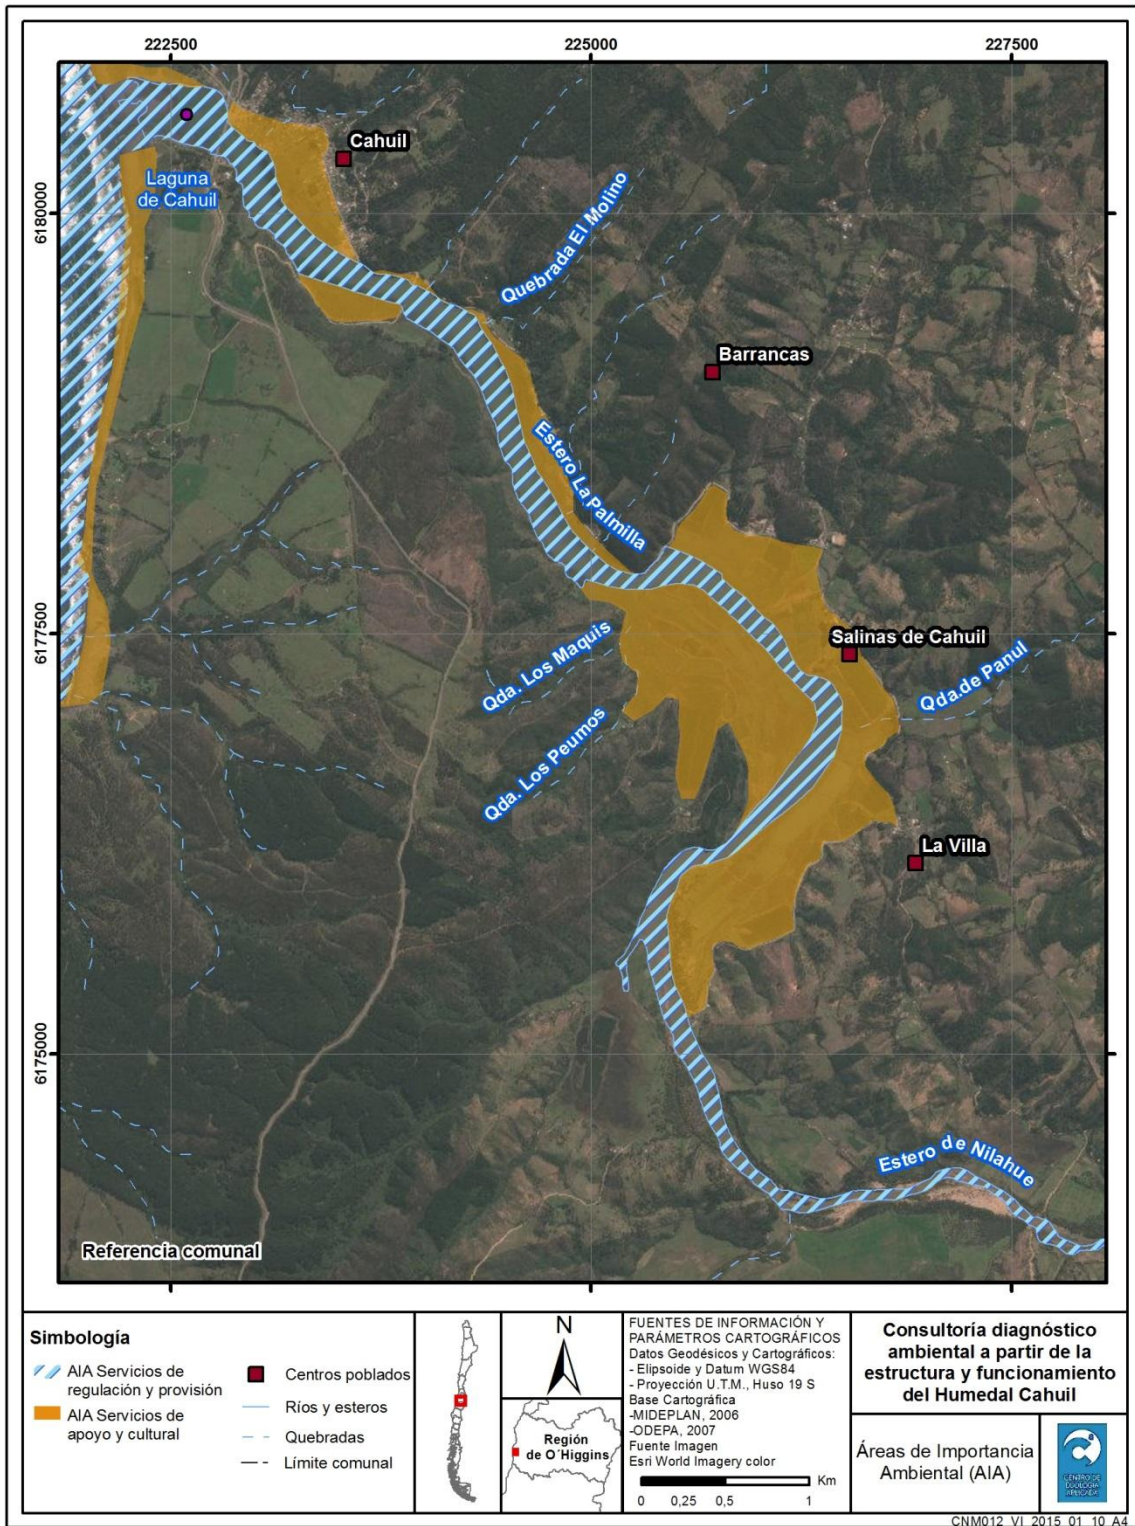 222500
225000
227500
6180000
6177500
6175000
Cahuil
Laguna
de Cahuil
Quebrada El Molino
Barrancas
Estero La Palmilla
Salinas de Cahuil
Qda. Los Maquis
Qda.de Panul
Qda. Los Peumos
La Villa
Estero de Nilahue
Referencia comunal
Simbología
AIA Servicios de
regulación y provisión
AIA Servicios de
apoyo y cultural
Centros poblados
Ríos y esteros
Quebradas
Límite comunal
N
Región
de O´Higgins
FUENTES DE INFORMACIÓN Y
PARÁMETROS CARTOGRÁFICOS
Datos Geodésicos y Cartográficos:
- Elipsoide y Datum WGS84
- Proyección U.T.M., Huso 19 S
Base Cartográfica
-MIDEPLAN, 2006
-ODEPA, 2007
Fuente Imagen
Esri World Imagery color
Km
0 0,25 0,5 1
Consultoría diagnóstico
ambiental a partir de la
estructura y funcionamiento
del Humedal Cahuil
Áreas de Importancia
Ambiental (AIA)
CENTRO DE
ECOLOGIA
APLICADA
CNM012_VI_2015_01_10_A4